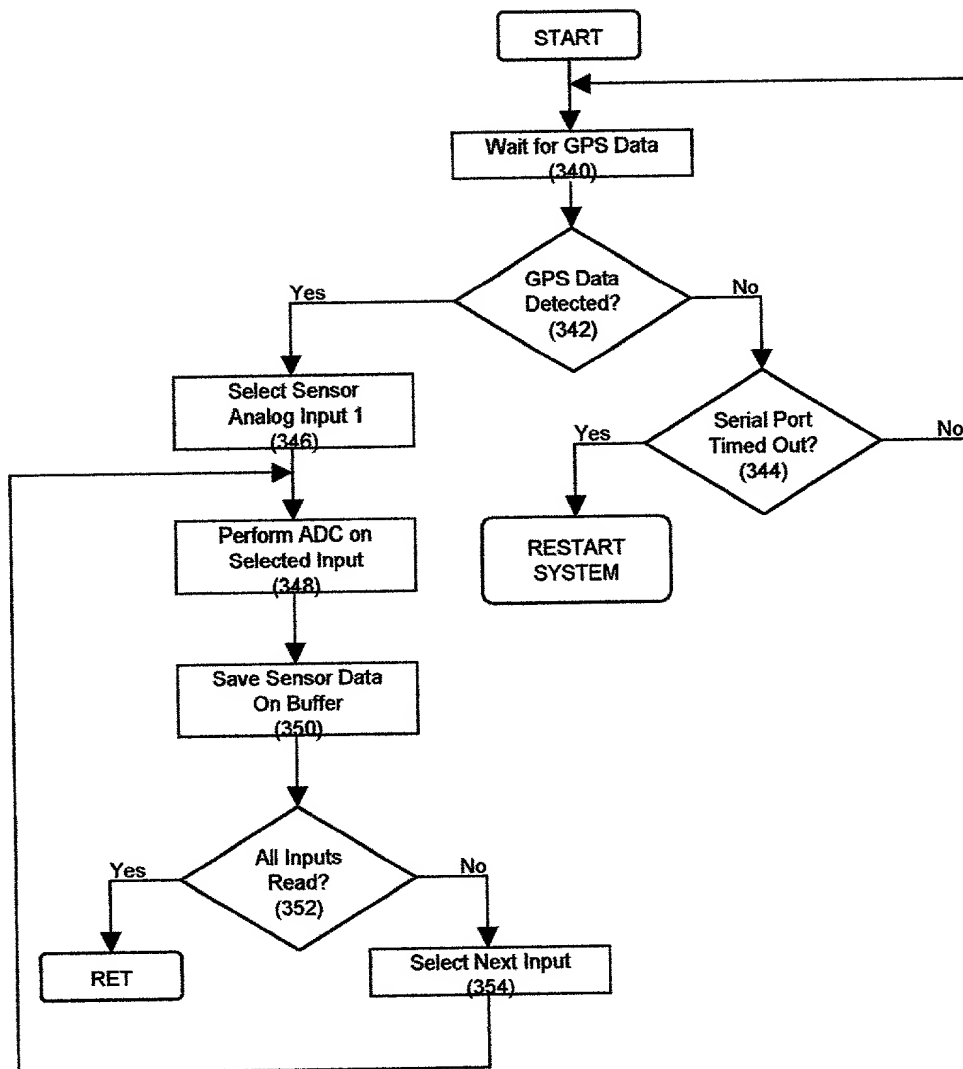 START
Wait for GPS Data
(340)
GPS Data
Detected?
(342)
Yes
No
Select Sensor
Analog Input 1
(346)
Serial Port
Timed Out?
(344)
Yes
No
RESTART
SYSTEM
Perform ADC on
Selected Input
(348)
Save Sensor Data
On Buffer
(350)
All Inputs
Read?
(352)
Yes
No
RET
Select Next Input
(354)